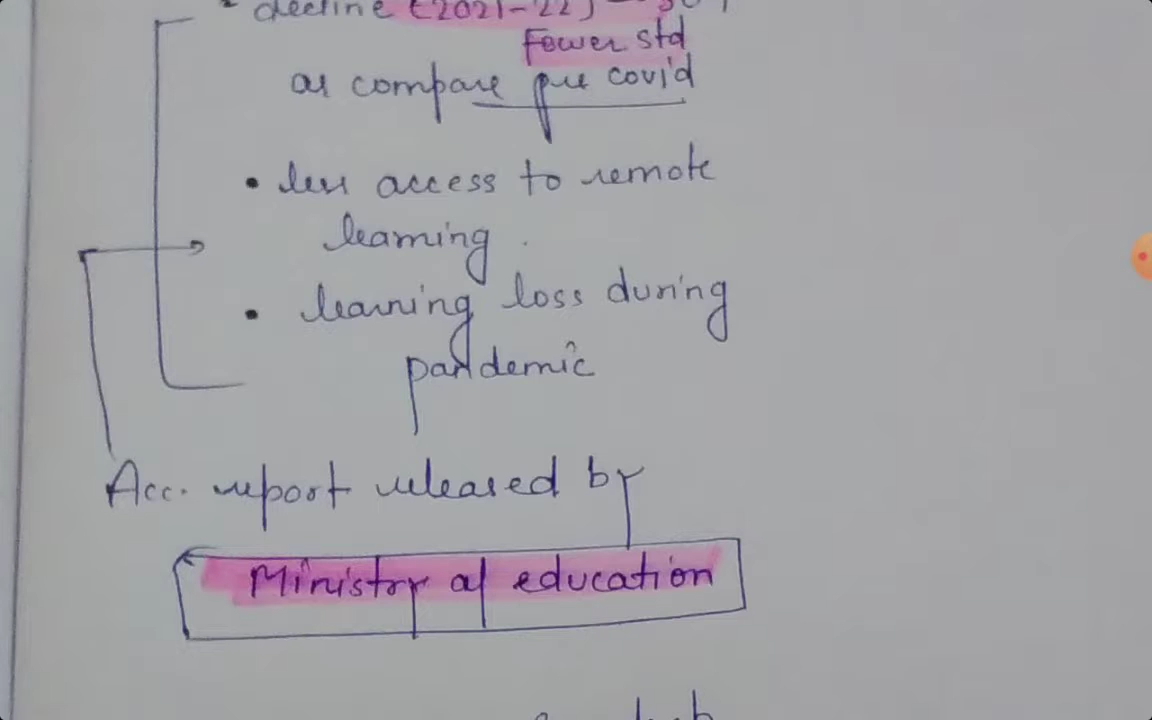 • decline (2021-22) -
Fewer std
as compare pre covid
• less access to remote
learning.
• learning loss during
pandemic
Acc. report released by
Ministry of education